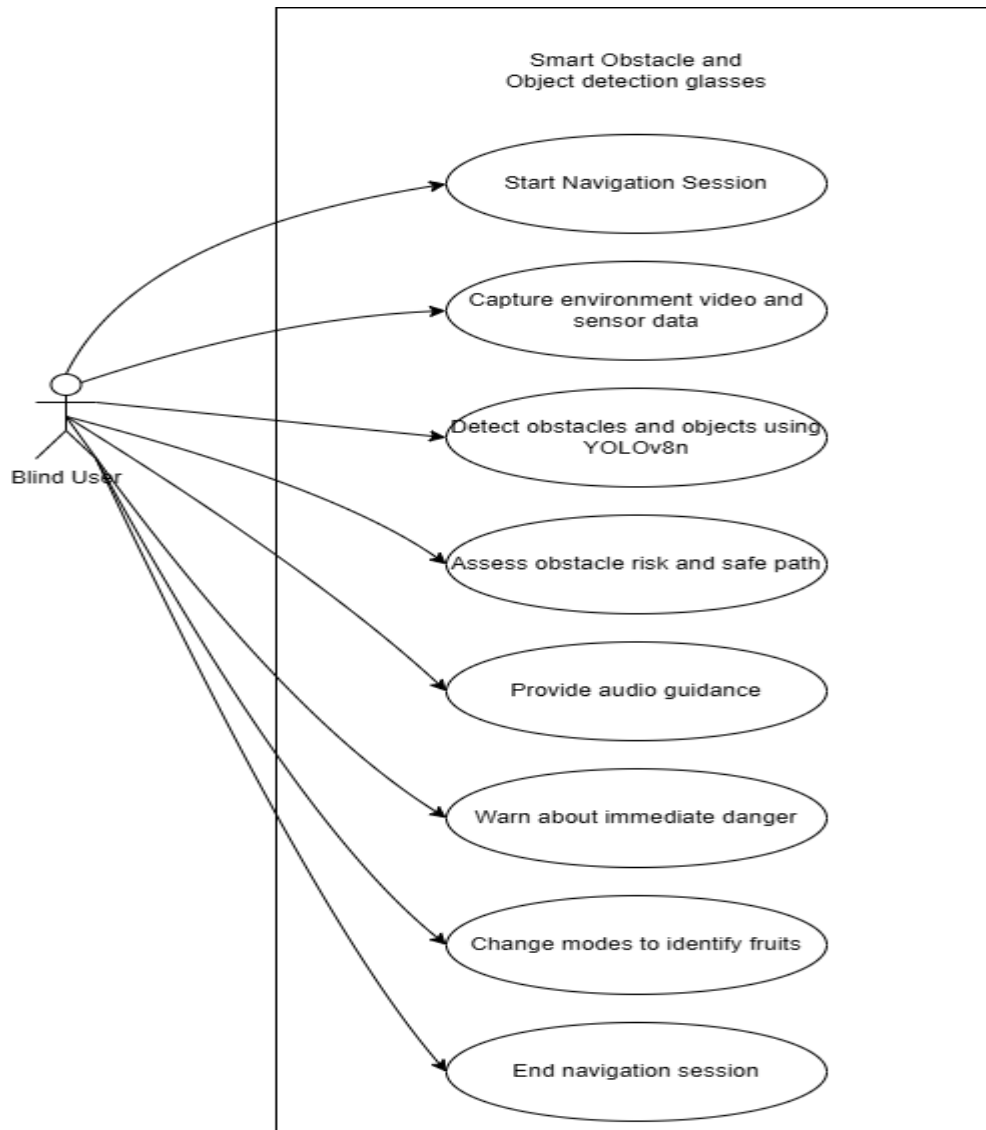 Smart Obstacle and
Object detection glasses
Start Navigation Session
Capture environment video and
sensor data
Detect obstacles and objects using
YOLOv8n
Blind User
Assess obstacle risk and safe path
Provide audio guidance
Warn about immediate danger
Change modes to identify fruits
End navigation session